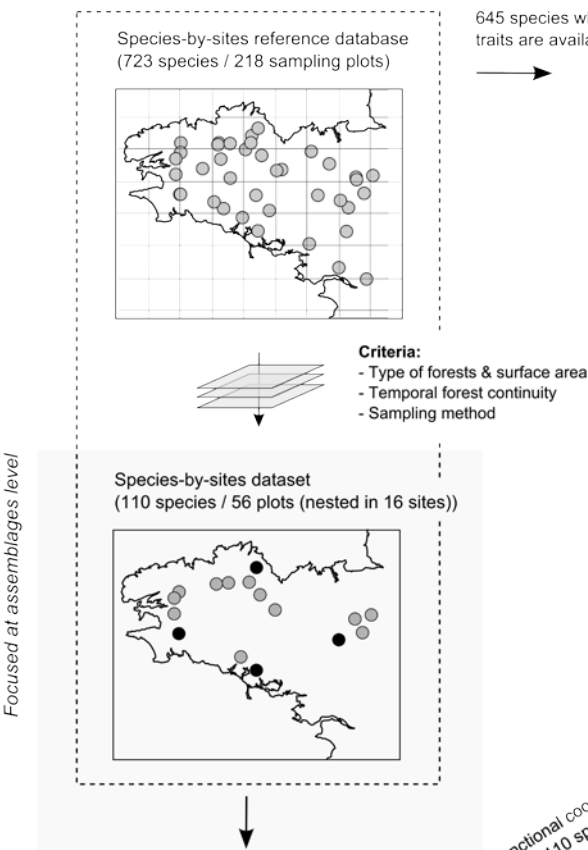 Species-by-sites reference database
(723 species / 218 sampling plots)
645 species
traits are
Criteria:
- Type of forests & surface area
- Temporal forest continuity
- Sampling method
Focused at assemblages level
Species-by-sites dataset
(110 species / 56 plots (nested in 16 sites))